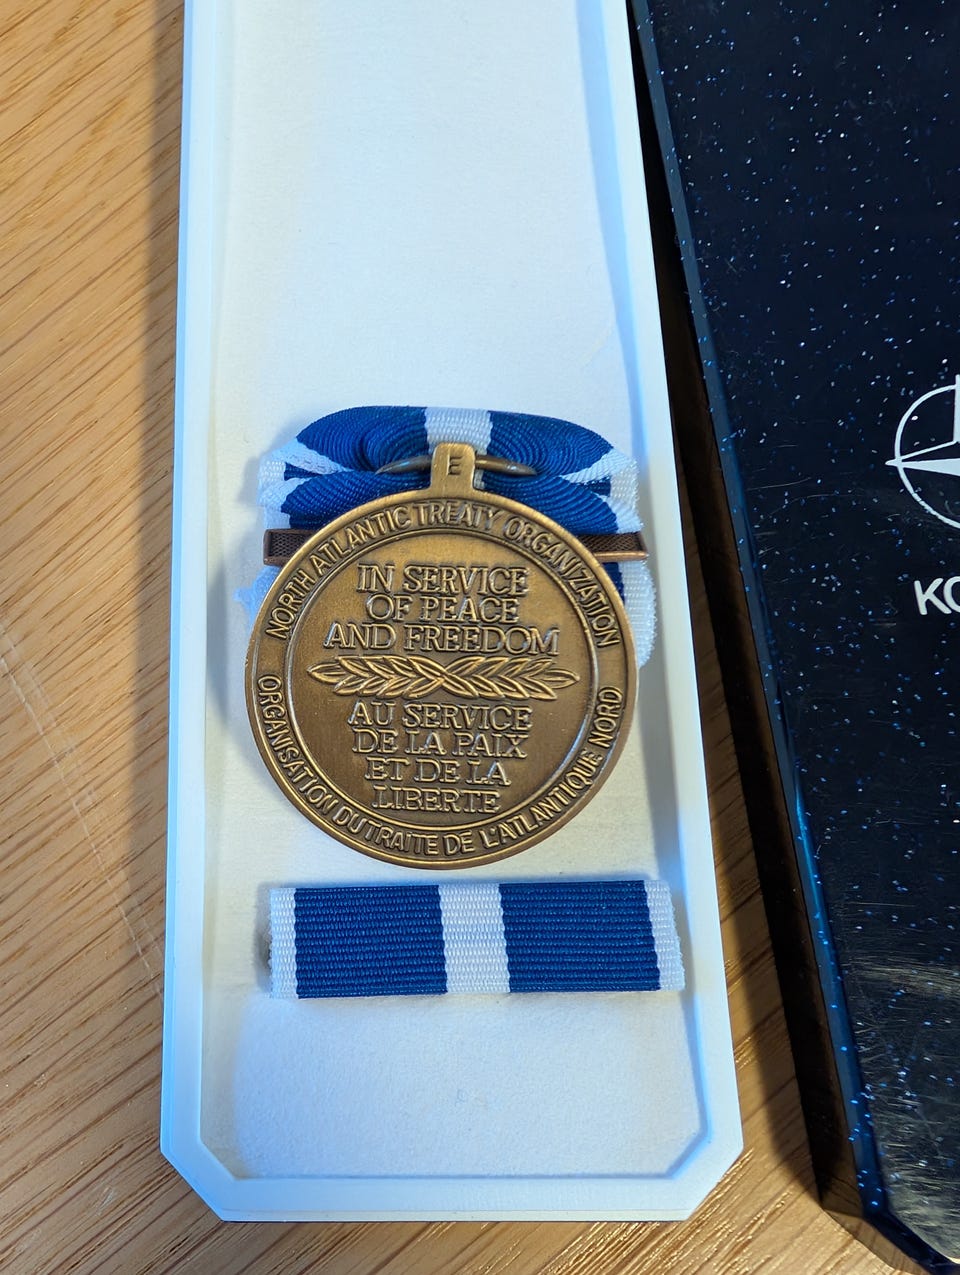 E
NORTH ATLANTIC TREATY ORGANIZATION
IN SERVICE
OF PEACE
AND FREEDOM
AU SERVICE
DE LA PAIX
ET DE LA
LIBERTE
ORGANISATION DU TRAITE DE L'ATLANTIQUE NORD